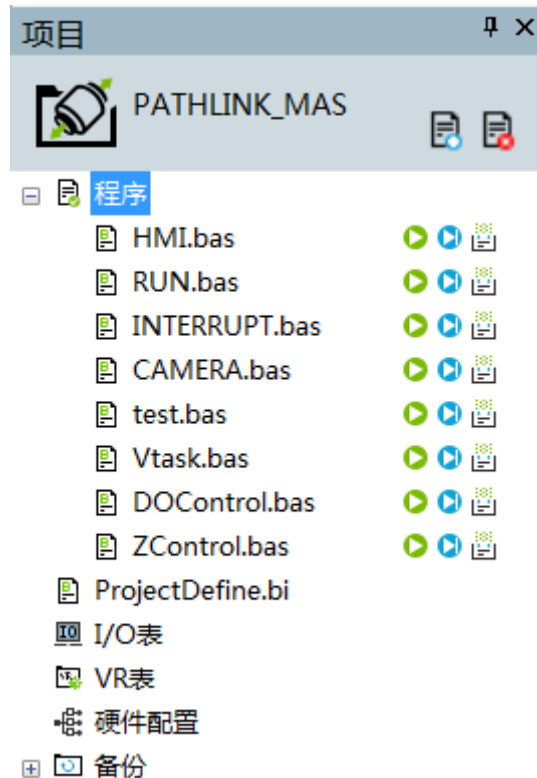 项目
PATHLINK_MAS
程序
HMI.bas
RUN.bas
INTERRUPT.bas
CAMERA.bas
test.bas
Vtask.bas
DOControl.bas
ZControl.bas
ProjectDefine.bi
I/O表
VR表
硬件配置
备份